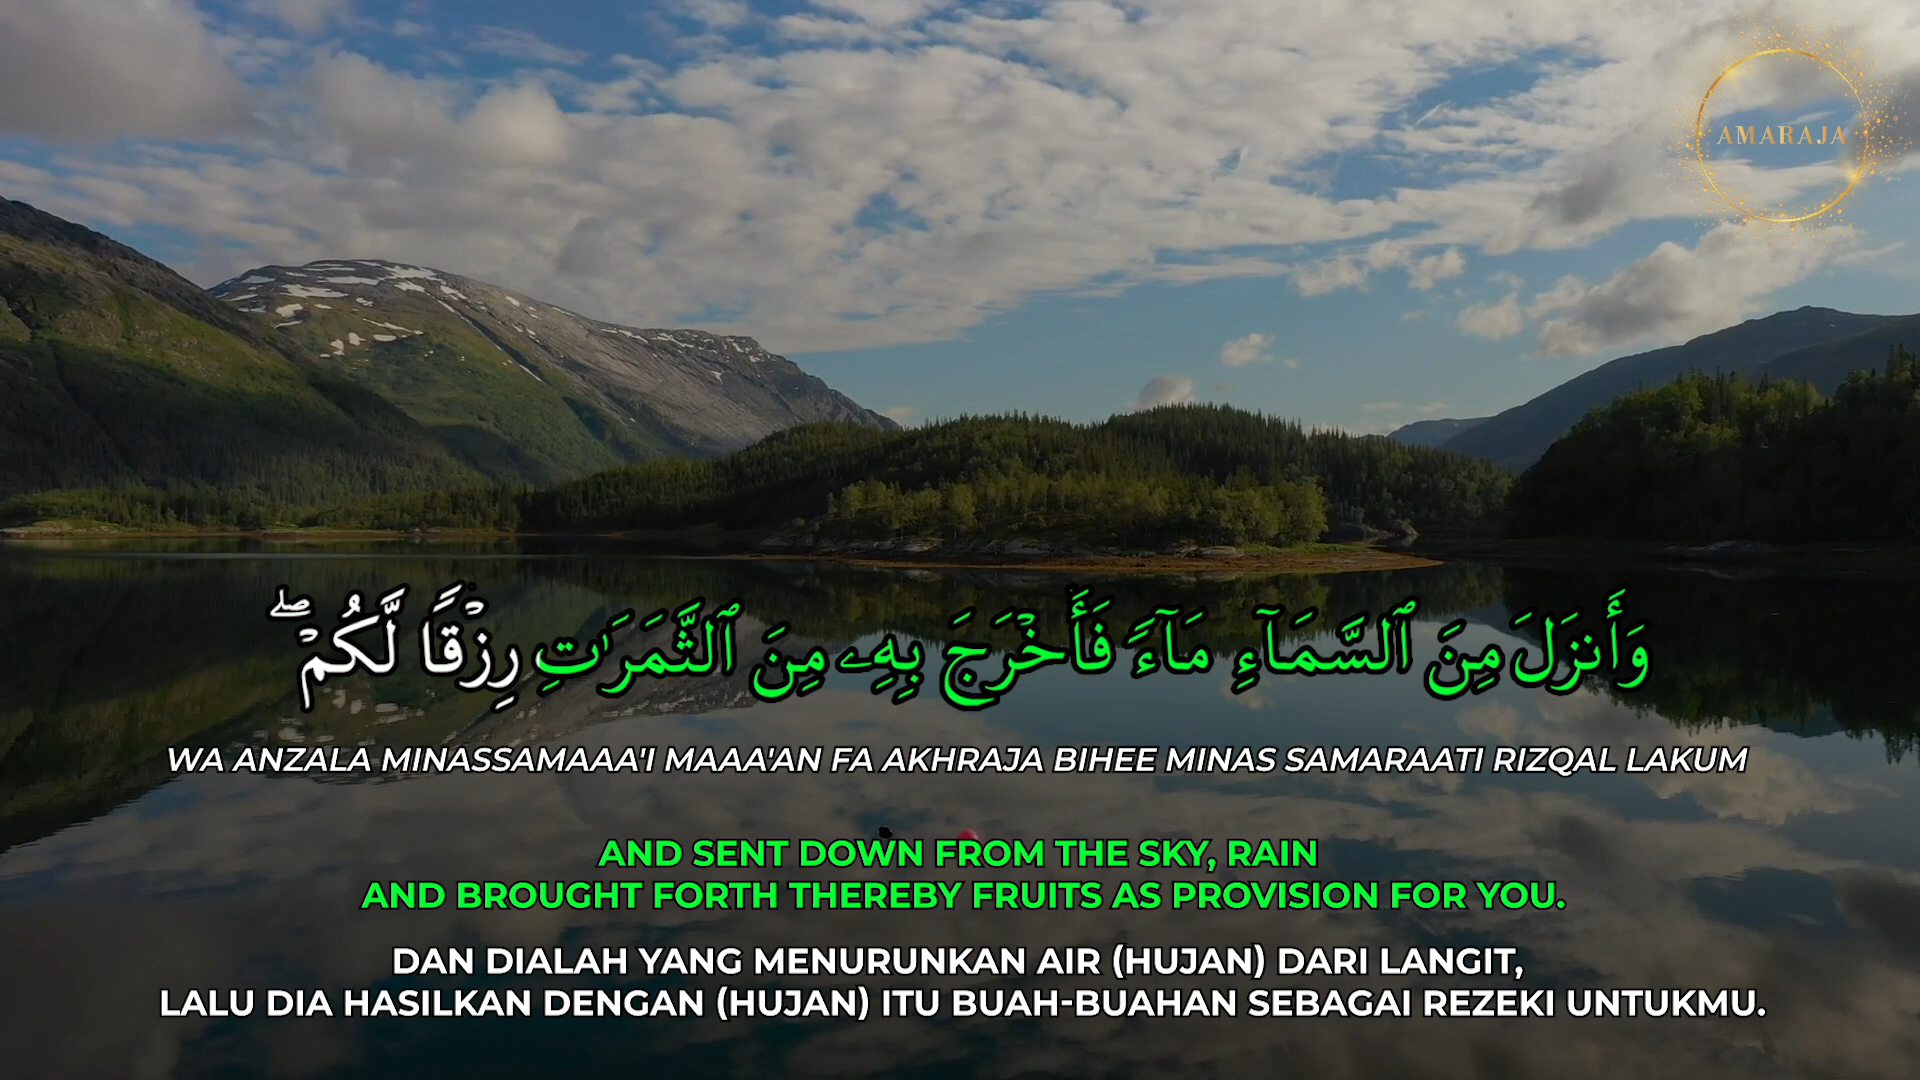 AMARAJA
وَأَنزَلَ مِنَ ٱلسَّمَآءِ مَآءً فَأَخْرَجَ بِهِۦ مِنَ ٱلثَّمَرَٰتِ رِزْقًا لَّكُمْ ۖ
WA ANZALA MINASSAMAAA'I MAAA'AN FA AKHRAJA BIHEE MINAS SAMARAATI RIZQAL LAKUM
AND SENT DOWN FROM THE SKY, RAIN
AND BROUGHT FORTH THEREBY FRUITS AS PROVISION FOR YOU.
DAN DIALAH YANG MENURUNKAN AIR (HUJAN) DARI LANGIT,
LALU DIA HASILKAN DENGAN (HUJAN) ITU BUAH-BUAHAN SEBAGAI REZEKI UNTUKMU.